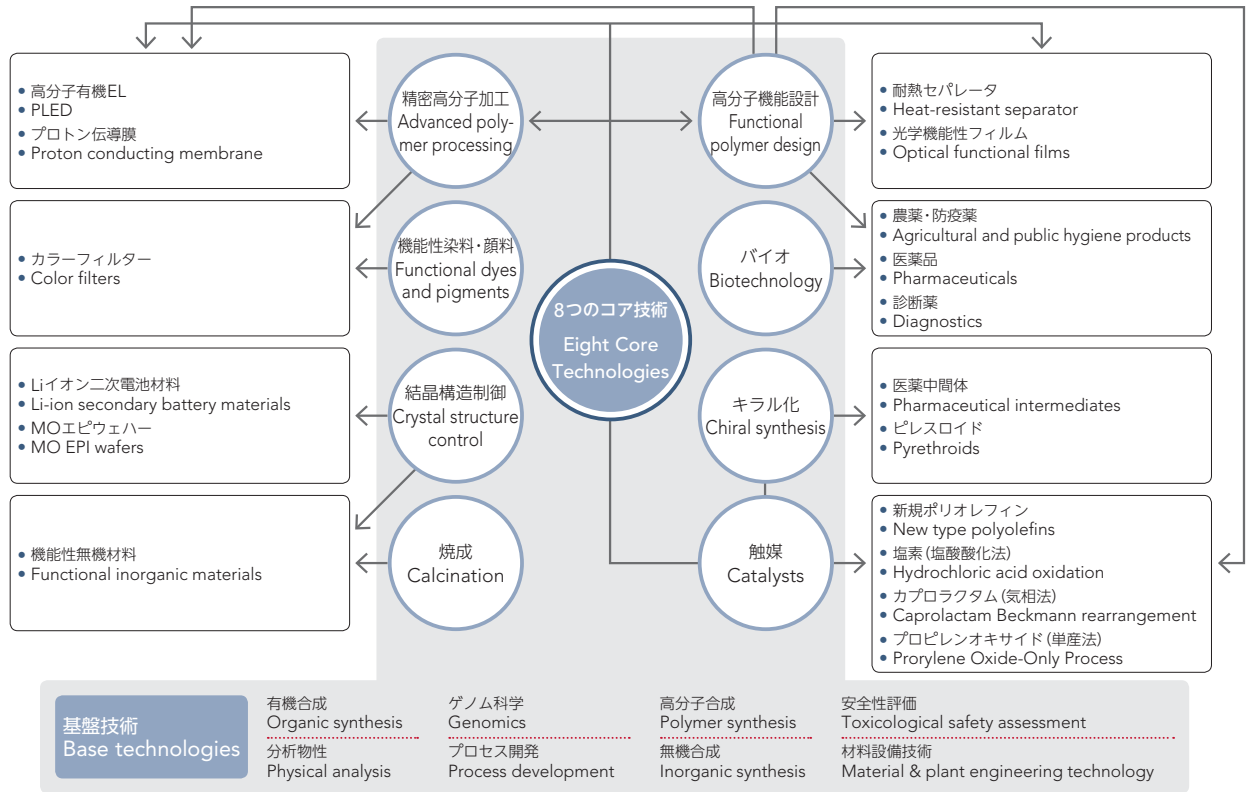 • 高分子有機EL
• PLED
• プロトン伝導膜
• Proton conducting membrane
• カラーフィルター
• Color filters
• Liイオン二次電池材料
• Li-ion secondary battery materials
• MOエピウェハー
• MO EPI wafers
• 機能性無機材料
• Functional inorganic materials
精密高分子加工
Advanced poly-
mer processing
機能性染料・顔料
Functional dyes
and pigments
結晶構造制御
Crystal structure
control
焼成
Calcination
8つのコア技術
Eight Core
Technologies
高分子機能設計
Functional
polymer design
バイオ
Biotechnology
キラル化
Chiral synthesis
触媒
Catalysts
• 耐熱セパレータ
• Heat-resistant separator
• 光学機能性フィルム
• Optical functional films
• 農薬・防疫薬
• Agricultural and public hygiene products
• 医薬品
• Pharmaceuticals
• 診断薬
• Diagnostics
• 医薬中間体
• Pharmaceutical intermediates
• ピレスロイド
• Pyrethroids
• 新規ポリオレフィン
• New type polyolefins
• 塩素(塩酸酸化法)
• Hydrochloric acid oxidation
• カプロラクタム(気相法)
• Caprolactam Beckmann rearrangement
• プロピレンオキサイド(単産法)
• Prorylene Oxide-Only Process
基盤技術
Base technologies
有機合成
Organic synthesis
ゲノム科学
Genomics
高分子合成
Polymer synthesis
安全性評価
Toxicological safety assessment
分析物性
Physical analysis
プロセス開発
Process development
無機合成
Inorganic synthesis
材料設備技術
Material & plant engineering technology